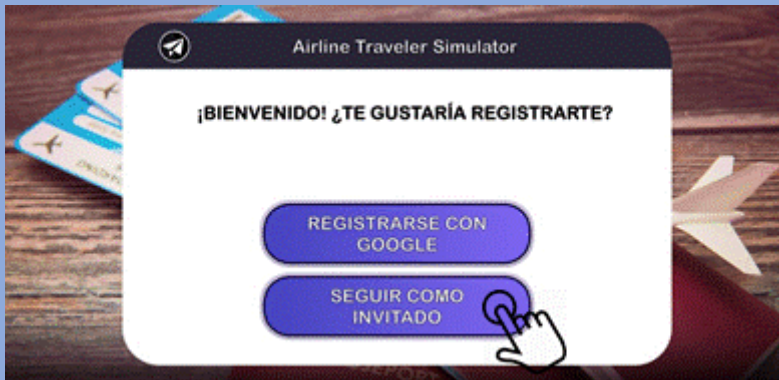 Airline Traveler Simulator
¡BIENVENIDO! ¿TE GUSTARÍA REGISTRARTE?
REGISTRARSE CON
GOOGLE
SEGUIR COMO
INVITADO